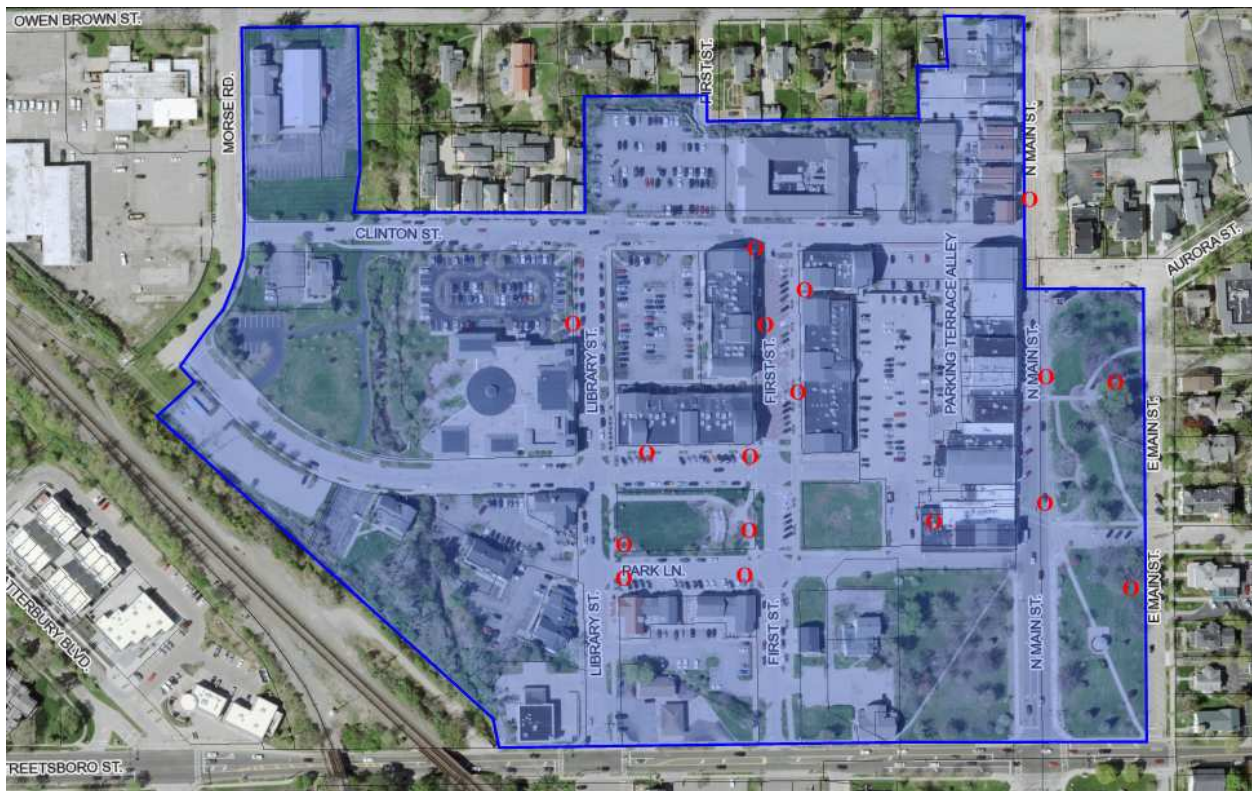 OWEN BROWN ST.
MORSE RD.
FIRST ST.
N MAIN ST.
CLINTON ST.
AURORA ST.
O
O
O
O
O
O
LIBRARY ST.
FIRST ST.
PARKING TERRACE ALLEY
N MAIN ST.
O
O
O
E MAIN ST.
O
O
O
O
O
O
PARK LN.
O
O
O
E MAIN ST.
TERBURY BLVD.
LIBRARY ST.
FIRST ST.
N MAIN ST.
TREETSBORO ST.